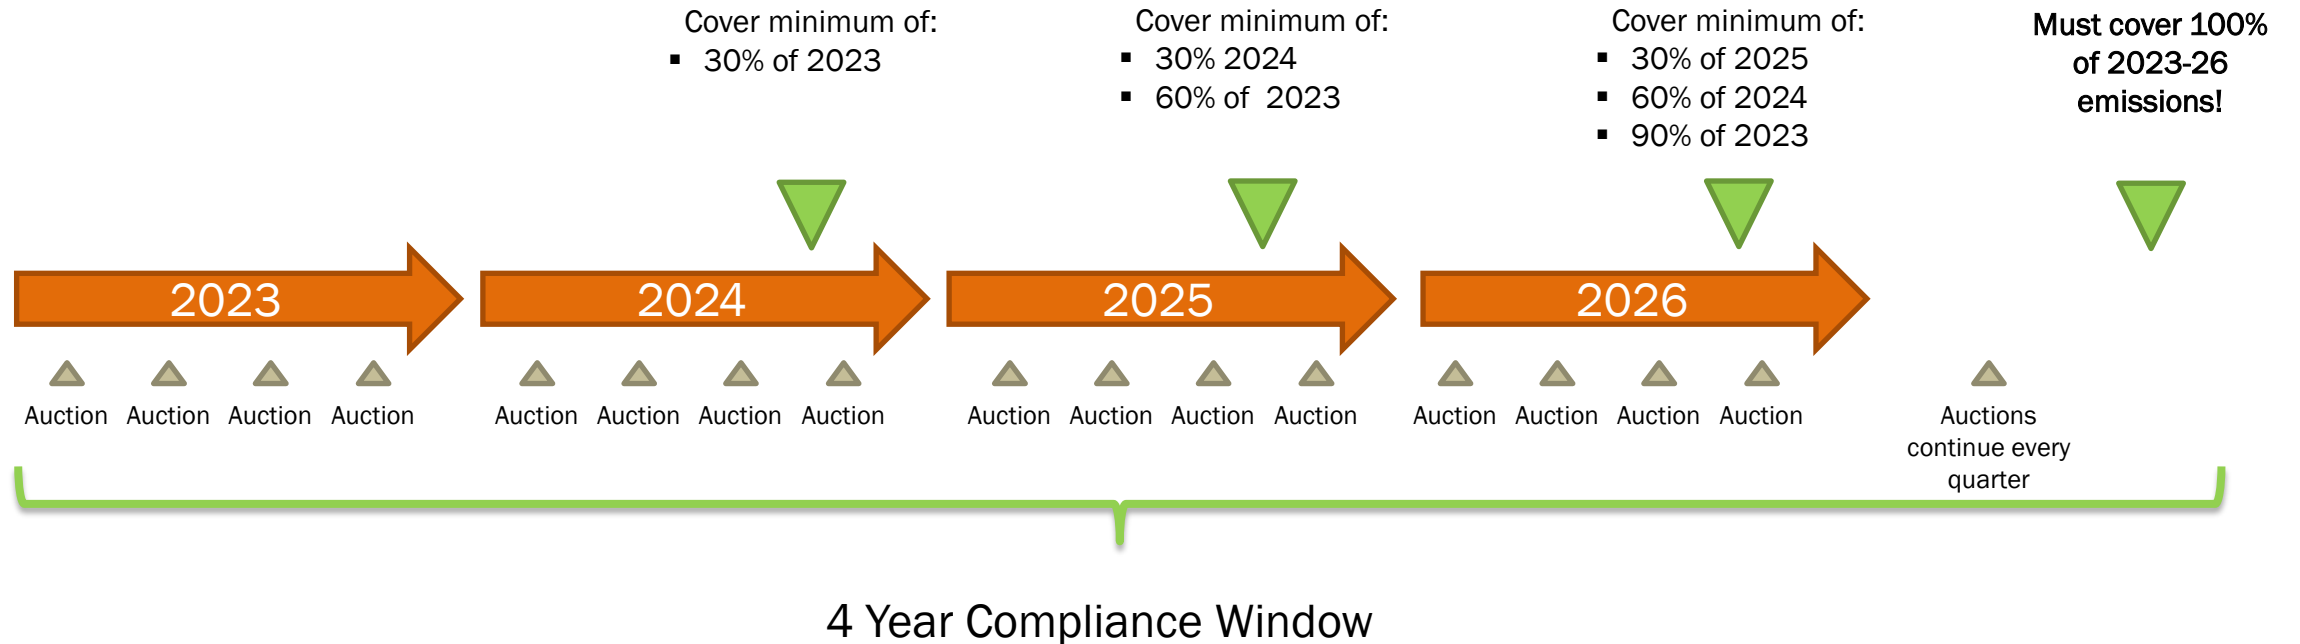 Cover minimum of:
▪ 30% of 2023
Cover minimum of:
▪ 30% 2024
▪ 60% of  2023
Cover minimum of:
▪ 30% of 2025
▪ 60% of 2024
▪ 90% of 2023
Must cover 100%
of 2023-26
emissions!
2023
2024
2025
2026
Auction Auction Auction Auction
Auction Auction Auction Auction
Auction Auction Auction Auction
Auction Auction Auction Auction
Auctions
continue every
quarter
4 Year Compliance Window